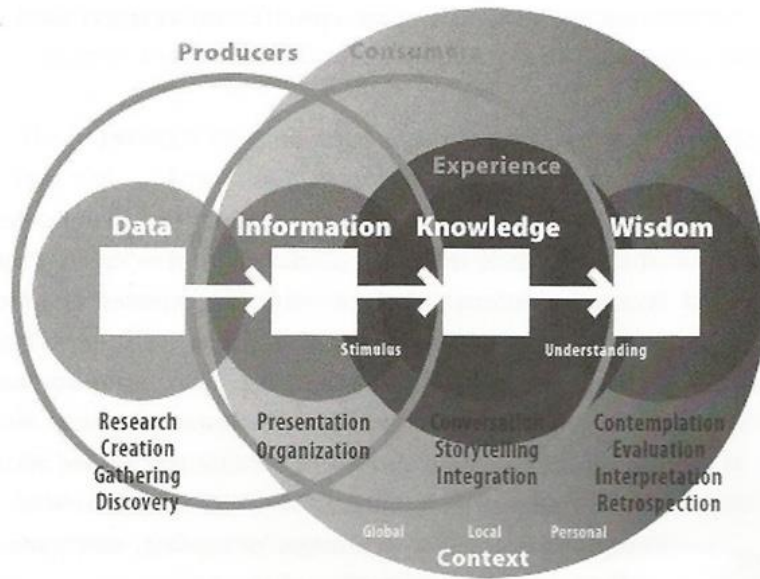 Producers
Consumers
Experience
Data
Information
Knowledge
Wisdom
Stimulus
Understanding
Research
Creation
Gathering
Discovery
Presentation
Organization
Conversation
Storytelling
Integration
Contemplation
Evaluation
Interpretation
Retrospection
Global
Local
Personal
Context